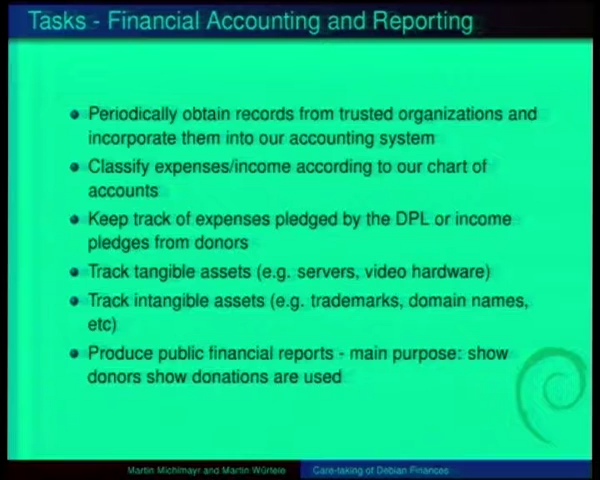 Tasks - Financial Accounting and Reporting
Periodically obtain records from trusted organizations and
incorporate them into our accounting system
Classify expenses/income according to our chart of
accounts
Keep track of expenses pledged by the DPL or income
pledges from donors
Track tangible assets (e.g. servers, video hardware)
Track intangible assets (e.g. trademarks, domain names,
etc)
Produce public financial reports - main purpose: show
donors show donations are used
Martin Michlmayr and Martin Würtele
Care-taking of Debian Finances